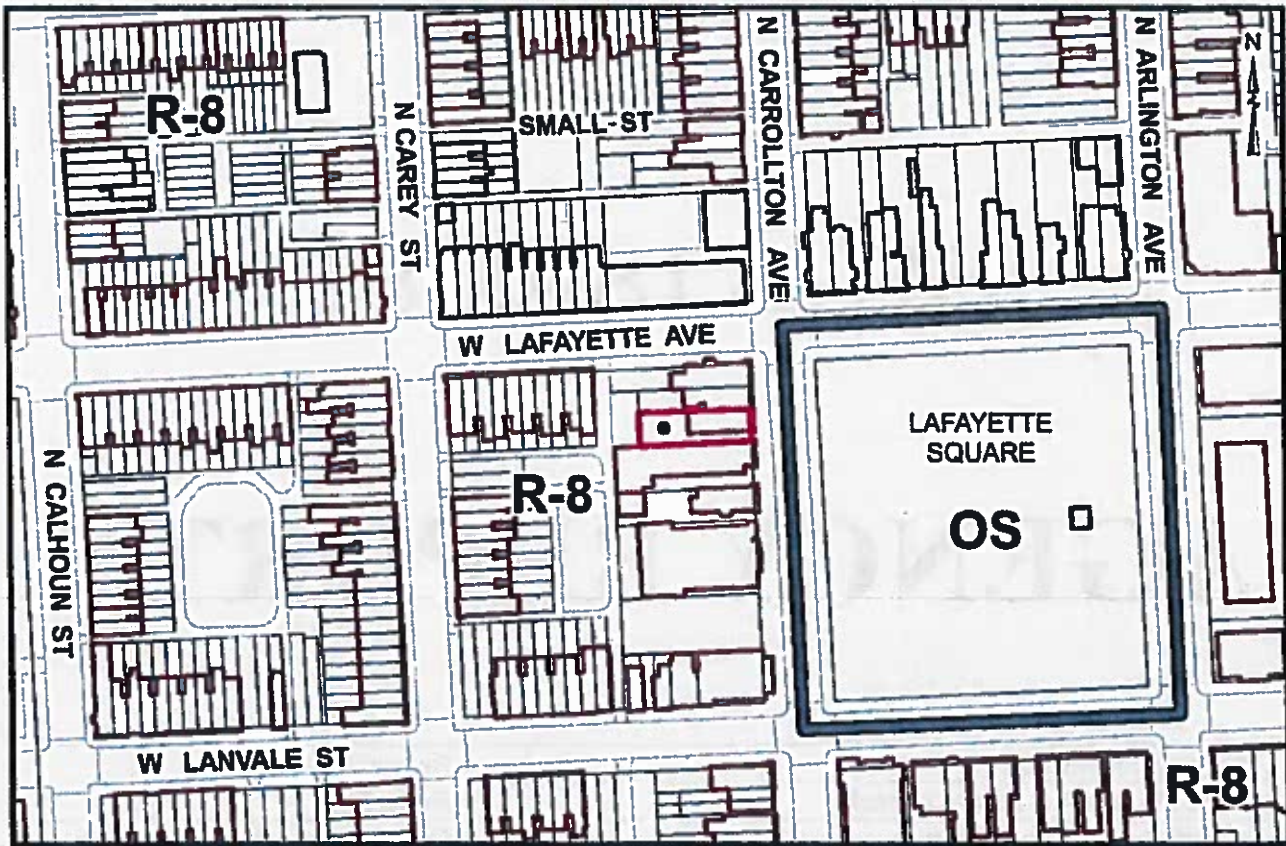 R-8
N CAREY ST
SMALL ST
N CARROLLTON AVE
N ARLINGTON AVE
N
W LAFAYETTE AVE
LAFAYETTE
SQUARE
OS
R-8
N CALHOUN ST
W LANVALE ST
R-8